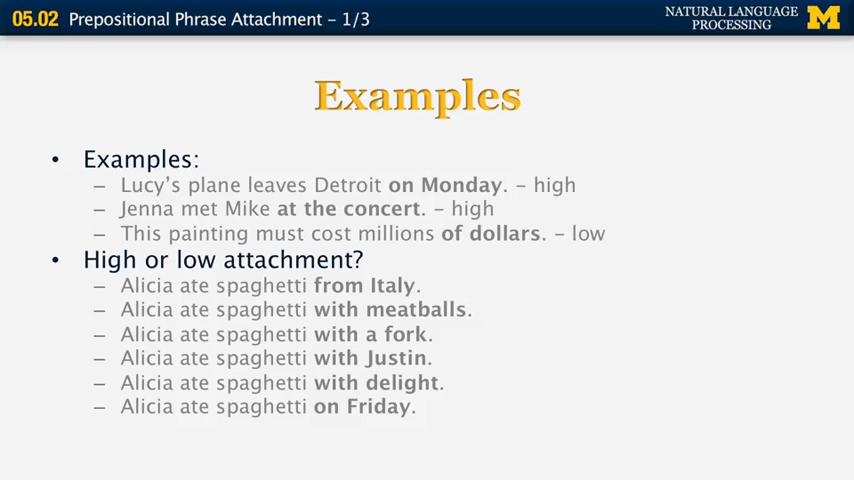 05.02 Prepositional Phrase Attachment – 1/3
NATURAL LANGUAGE
PROCESSING
M
Examples
• Examples:
– Lucy’s plane leaves Detroit on Monday. – high
– Jenna met Mike at the concert. – high
– This painting must cost millions of dollars. – low
• High or low attachment?
– Alicia ate spaghetti from Italy.
– Alicia ate spaghetti with meatballs.
– Alicia ate spaghetti with a fork.
– Alicia ate spaghetti with Justin.
– Alicia ate spaghetti with delight.
– Alicia ate spaghetti on Friday.